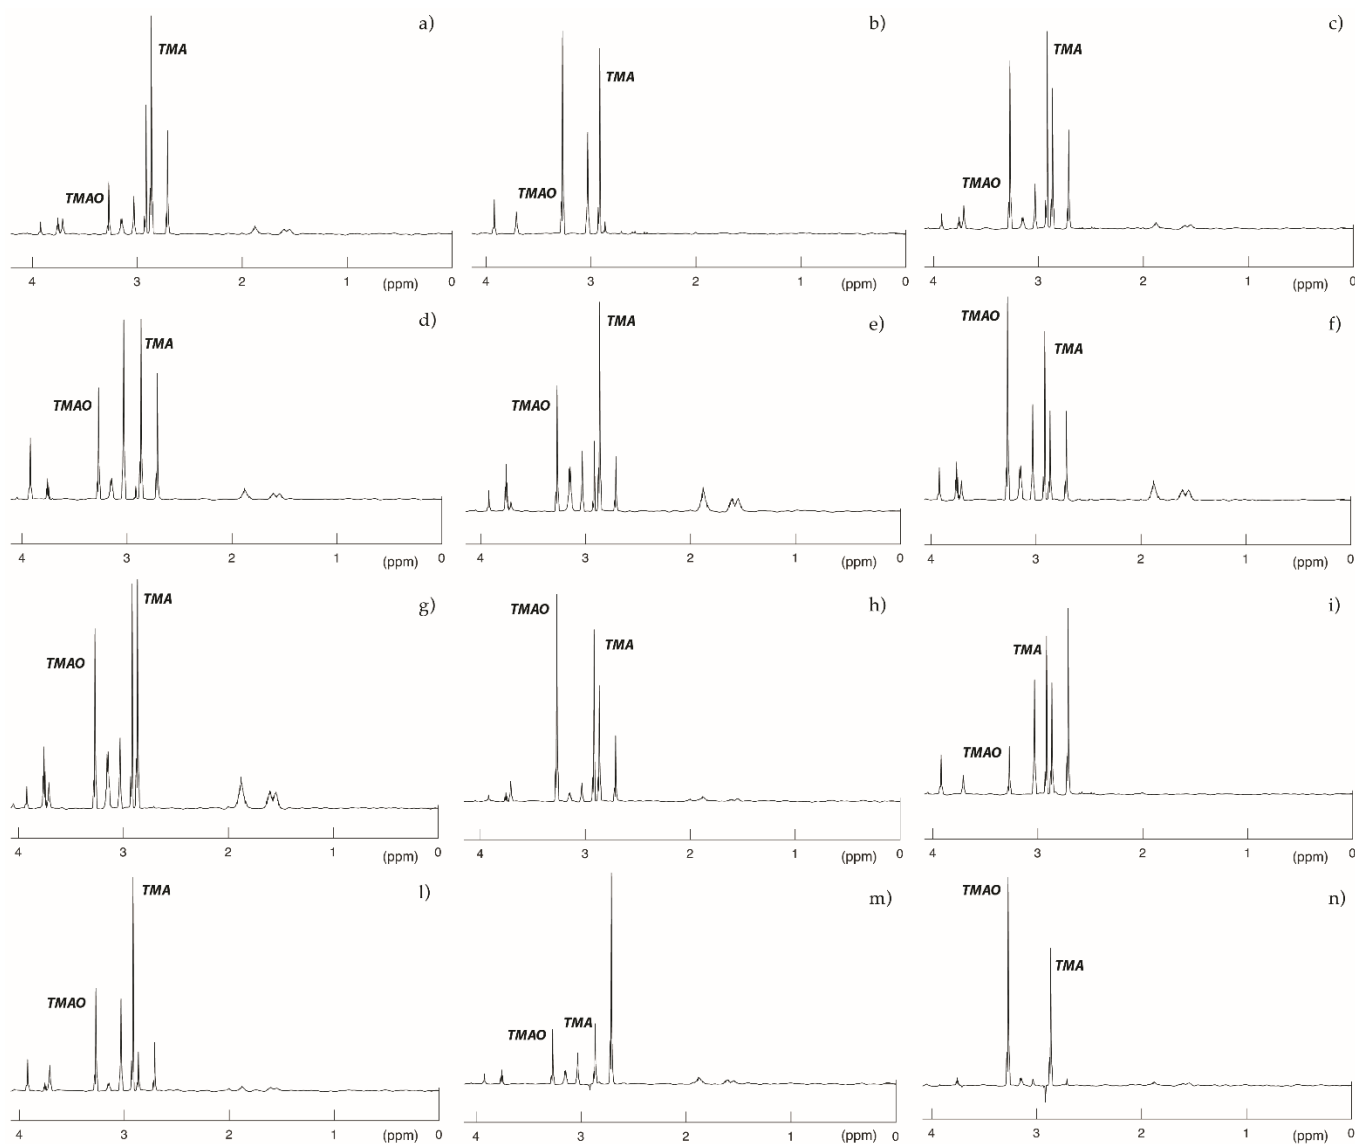 a) b) c)
TMA TMA TMA
TMAO TMAO TMAO
4 3 2 1 (ppm) 0 4 3 2 1 (ppm) 0 4 3 2 1 (ppm) 0
d) e) f)
TMA TMA TMAO TMA
TMAO TMAO
4 3 2 1 (ppm) 0 4 3 2 1 (ppm) 0 4 3 2 1 (ppm) 0
g) h) i)
TMA TMAO TMA TMA
TMAO TMAO
4 3 2 1 (ppm) 0 4 3 2 1 (ppm) 0 4 3 2 1 (ppm) 0
l) m) n)
TMA TMAO
TMAO TMAO TMA TMA
4 3 2 1 (ppm) 0 4 3 2 1 (ppm) 0 4 3 2 1 (ppm) 0